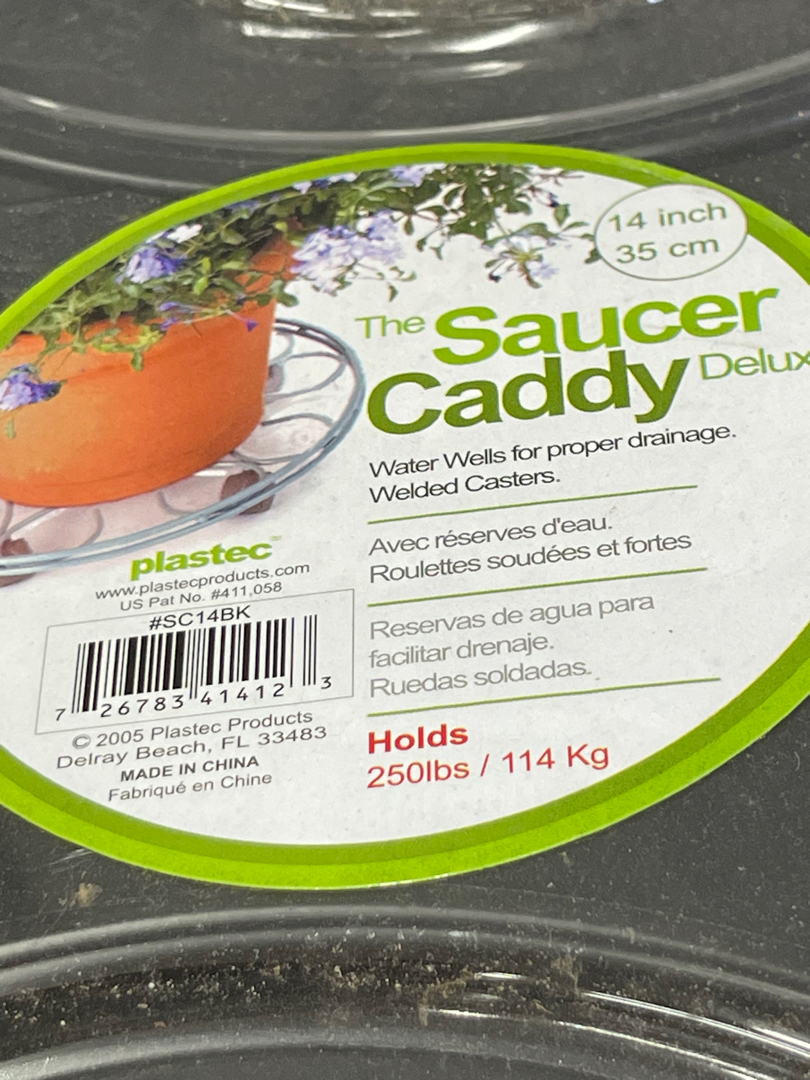 14 inch
35 cm
The Saucer
Caddy Delux
Water Wells for proper drainage.
Welded Casters.
Avec réserves d'eau.
Roulettes soudées et fortes
Reservas de agua para
facilitar drenaje.
Ruedas soldadas.
Holds
250lbs / 114 Kg
plastec™
www.plastecproducts.com
US Pat No. #411,058
#SC14BK
7 26783 41412 3
© 2005 Plastec Products
Delray Beach, FL 33483
MADE IN CHINA
Fabriqué en Chine